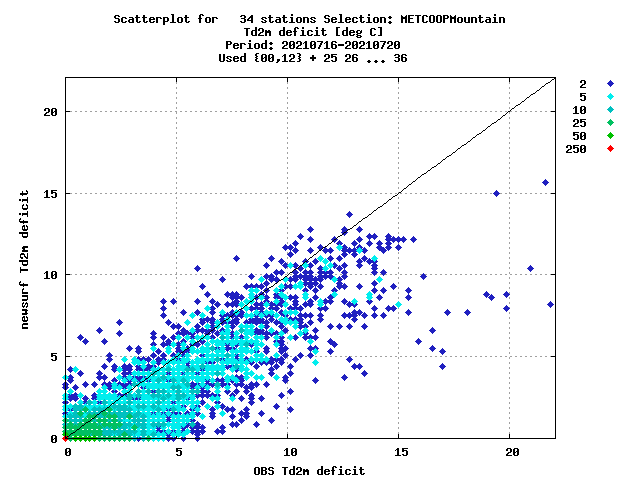 Scatterplot for 34 stations Selection: METCOOPMountain
Td2m deficit [deg C]
Period: 20210716-20210720
Used {00,12} + 25 26 ... 36
2
5
10
25
50
250
20
15
10
5
0
newsurf Td2m deficit
0 5 10 15 20
OBS Td2m deficit